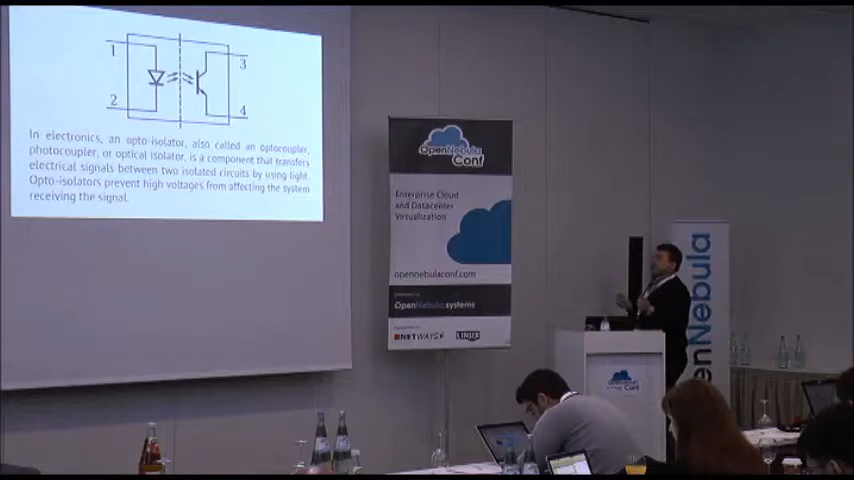 1
3
2
4
In electronics, an opto-isolator, also called an optocoupler,
photocoupler, or optical isolator, is a component that transfers
electrical signals between two isolated circuits by using light.
Opto-isolators prevent high voltages from affecting the system
receiving the signal.
OpenNebula
Conf
Enterprise Cloud
and Datacenter
Virtualization
opennebulaconf.com
OpenNebula.systems
NETWAYS
LINUX
enNebula
Conf